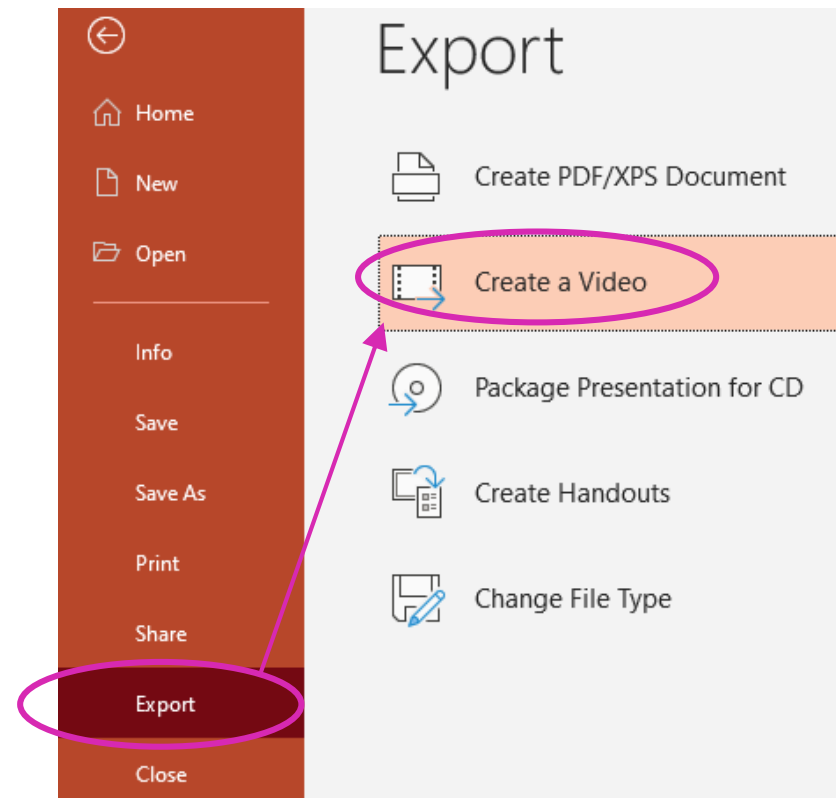 Home
New
Open
Info
Save
Save As
Print
Share
Export
Close
Export
Create PDF/XPS Document
Create a Video
Package Presentation for CD
Create Handouts
Change File Type